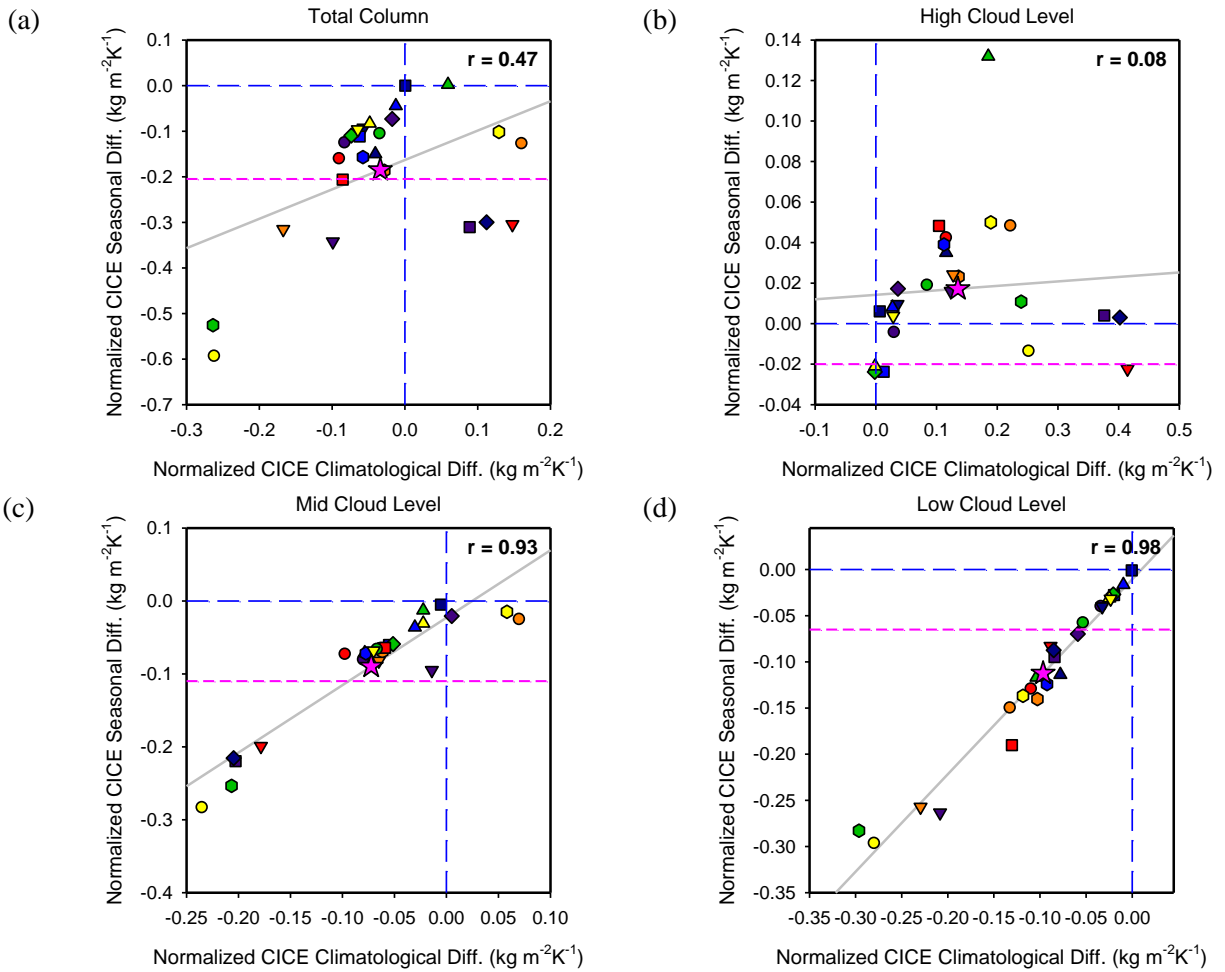 (a)
Total Column
r = 0.47
Normalized CICE Seasonal Diff. (kg m-2K-1)
0.1
0.0
-0.1
-0.2
-0.3
-0.4
-0.5
-0.6
-0.7
-0.3 -0.2 -0.1 0.0 0.1 0.2
Normalized CICE Climatological Diff. (kg m-2K-1)
(b)
High Cloud Level
r = 0.08
Normalized CICE Seasonal Diff. (kg m-2K-1)
0.14
0.12
0.10
0.08
0.06
0.04
0.02
0.00
-0.02
-0.04
-0.1 0.0 0.1 0.2 0.3 0.4 0.5
Normalized CICE Climatological Diff. (kg m-2K-1)
(c)
Mid Cloud Level
r = 0.93
Normalized CICE Seasonal Diff. (kg m-2K-1)
0.1
0.0
-0.1
-0.2
-0.3
-0.4
-0.25 -0.20 -0.15 -0.10 -0.05 0.00 0.05 0.10
Normalized CICE Climatological Diff. (kg m-2K-1)
(d)
Low Cloud Level
r = 0.98
Normalized CICE Seasonal Diff. (kg m-2K-1)
0.00
-0.05
-0.10
-0.15
-0.20
-0.25
-0.30
-0.35
-0.35 -0.30 -0.25 -0.20 -0.15 -0.10 -0.05 0.00
Normalized CICE Climatological Diff. (kg m-2K-1)